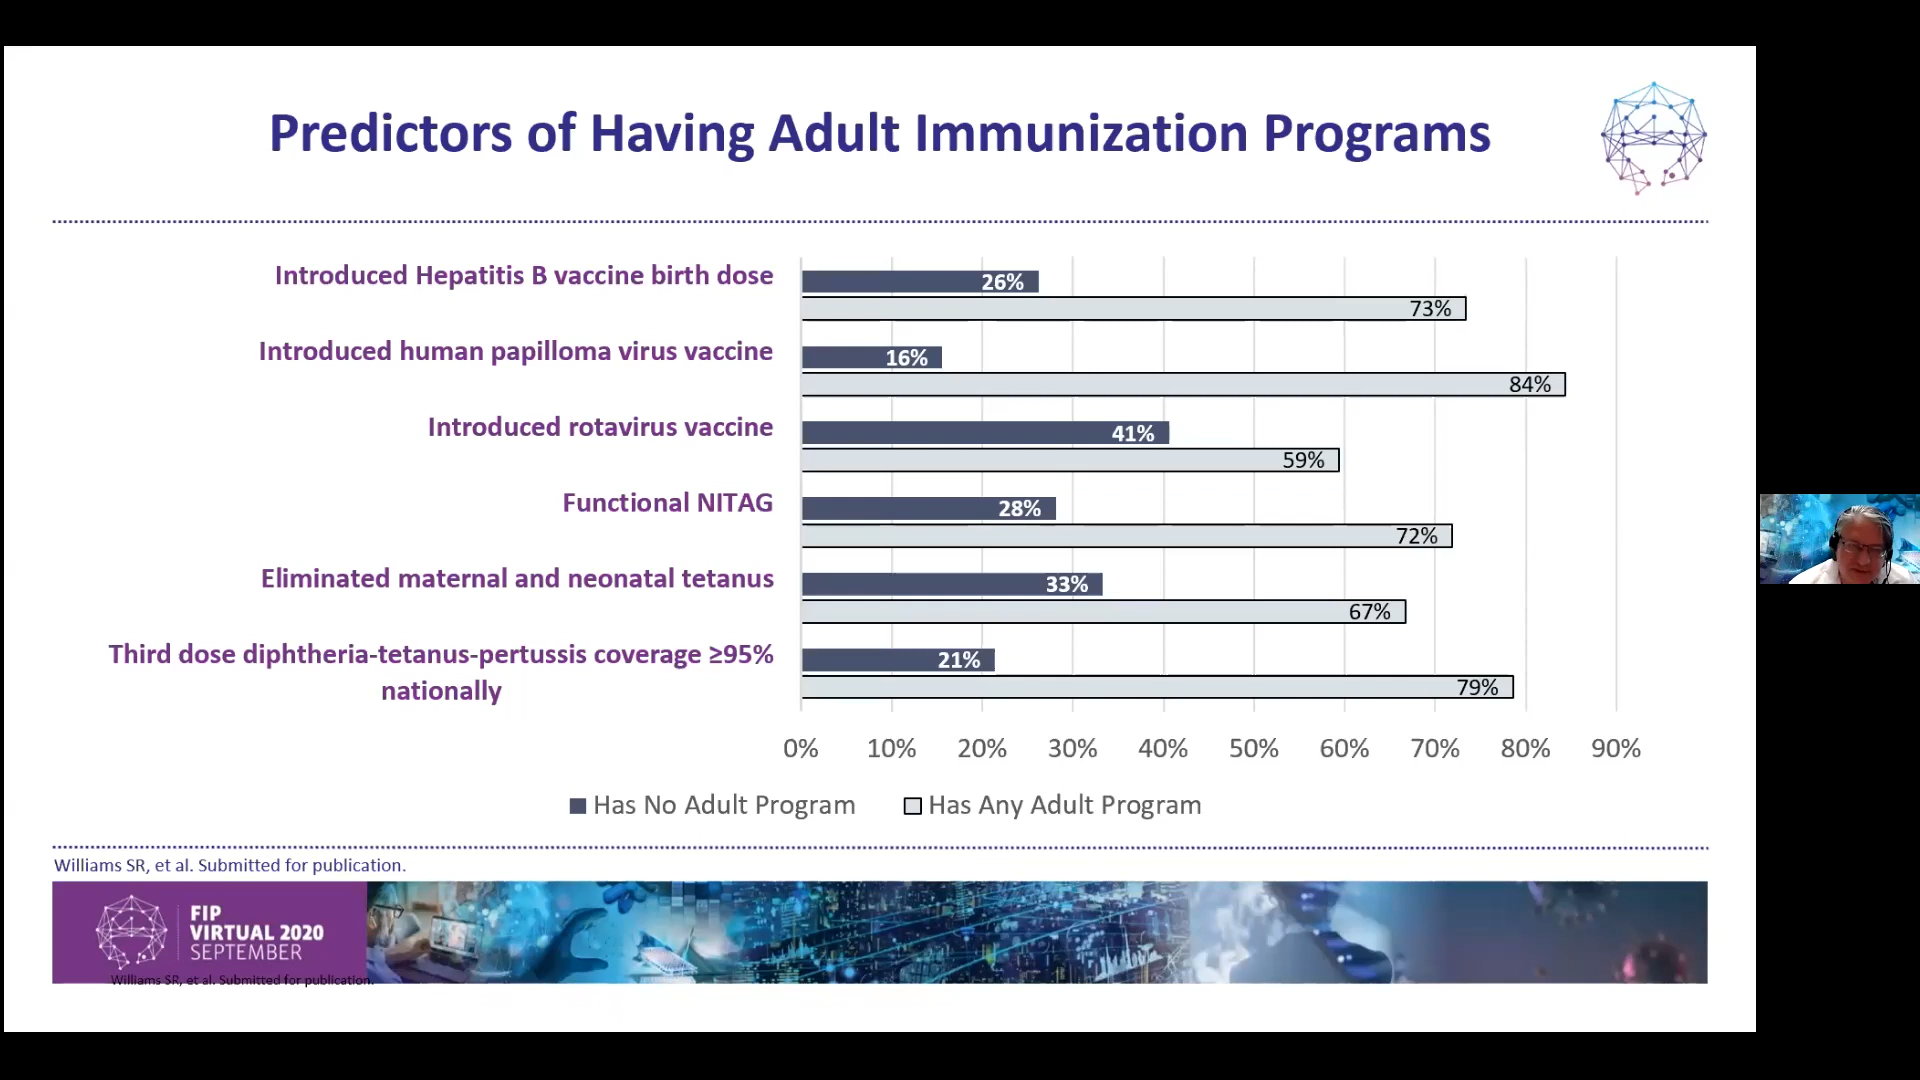 Predictors of Having Adult Immunization Programs
Introduced Hepatitis B vaccine birth dose
26%
73%
Introduced human papilloma virus vaccine
16%
84%
Introduced rotavirus vaccine
41%
59%
Functional NITAG
28%
72%
Eliminated maternal and neonatal tetanus
33%
67%
Third dose diphtheria-tetanus-pertussis coverage ≥95%
nationally
21%
79%
0% 10% 20% 30% 40% 50% 60% 70% 80% 90%
Has No Adult Program Has Any Adult Program
Williams SR, et al. Submitted for publication.
FIP
VIRTUAL 2020
SEPTEMBER
Williams SR, et al. Submitted for publication.